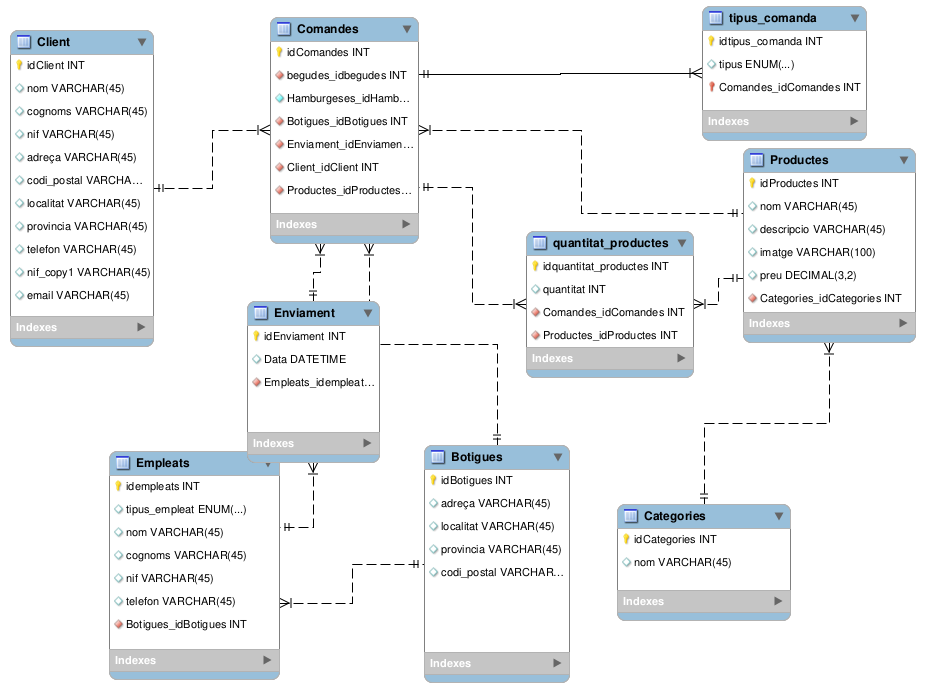 Client
idClient INT
nom VARCHAR(45)
cognoms VARCHAR(45)
nif VARCHAR(45)
adreça VARCHAR(45)
codi_postal VARCHA...
localitat VARCHAR(45)
provincia VARCHAR(45)
telefon VARCHAR(45)
nif_copy1 VARCHAR(45)
email VARCHAR(45)
Indexes
Comandes
idComandes INT
begudes_idbegudes INT
Hamburgeses_idHamb...
Botigues_idBotigues INT
Enviament_idEnviamen...
Client_idClient INT
Productes_idProductes...
Indexes
tipus_comanda
idtipus_comanda INT
tipus ENUM(...)
Comandes_idComandes INT
Indexes
Productes
idProductes INT
nom VARCHAR(45)
descripcio VARCHAR(45)
imatge VARCHAR(100)
preu DECIMAL(3,2)
Categories_idCategories INT
Indexes
quantitat_productes
idquantitat_productes INT
quantitat INT
Comandes_idComandes INT
Productes_idProductes INT
Indexes
Enviament
idEnviament INT
Data DATETIME
Empleats_idempleat...
Indexes
Empleats
idempleats INT
tipus_empleat ENUM(...)
nom VARCHAR(45)
cognoms VARCHAR(45)
nif VARCHAR(45)
telefon VARCHAR(45)
Botigues_idBotigues INT
Indexes
Botigues
idBotigues INT
adreça VARCHAR(45)
localitat VARCHAR(45)
provincia VARCHAR(45)
codi_postal VARCHAR...
Indexes
Categories
idCategories INT
nom VARCHAR(45)
Indexes